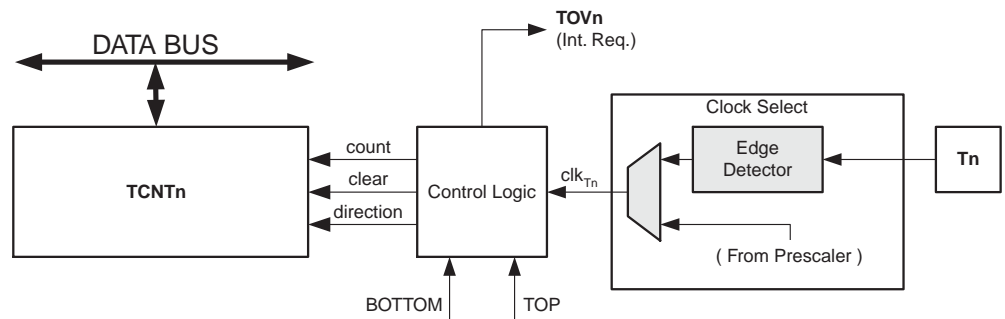 TOVn
(Int. Req.)
DATA BUS
Clock Select
count
Edge
Detector
Tn
TCNTn
clear
Control Logic
clkTn
direction
( From Prescaler )
BOTTOM
TOP